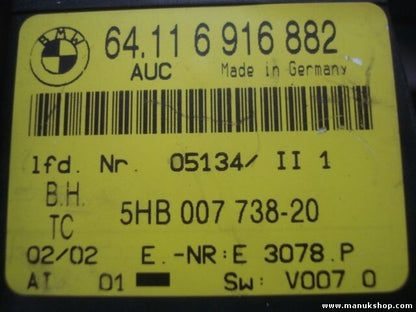 BMW
64.11 6 916 882
AUC Made in Germany
lfd. Nr. 05134/ II 1
B.H.
TC 5HB 007 738-20
02/02 E.-NR:E 3078.P
AI 01 Sw: V007 0
www.manukshop.com